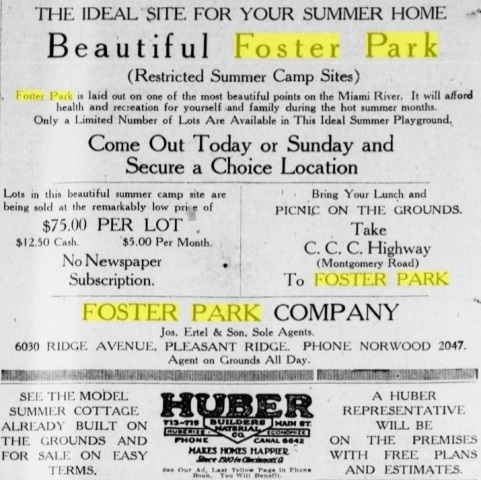 THE IDEAL SITE FOR YOUR SUMMER HOME
Beautiful Foster Park
(Restricted Summer Camp Sites)
Foster Park is laid out on one of the most beautiful points on the Miami River. It will afford
health and recreation for yourself and family during the hot summer months.
Only a Limited Number of Lots Are Available in This Ideal Summer Playground.
Come Out Today or Sunday and
Secure a Choice Location
Lots in this beautiful summer camp site are
being sold at the remarkably low price of
$75.00 PER LOT
$12.50 Cash. $5.00 Per Month.
No Newspaper
Subscription.
Bring Your Lunch and
PICNIC ON THE GROUNDS.
Take
C. C. C. Highway
(Montgomery Road)
To FOSTER PARK
FOSTER PARK COMPANY
Jos. Ertel & Son, Sole Agents.
6030 RIDGE AVENUE, PLEASANT RIDGE. PHONE NORWOOD 2047.
Agent on Grounds All Day.
SEE THE MODEL
SUMMER COTTAGE
ALREADY BUILT ON
THE GROUNDS AND
FOR SALE ON EASY
TERMS.
HUBER
713-715 BUILDERS MAIN ST.
MATERIAL
HUBERIZE CO. ECONOMIZE
PHONE CANAL 6642
MAKES HOMES HAPPIER
Since 1910 in Cincinnati, O.
See Our Ad, Last Yellow Page in Phone
Book. You Will Benefit.
A HUBER
REPRESENTATIVE
WILL BE
ON THE PREMISES
WITH FREE PLANS
AND ESTIMATES.